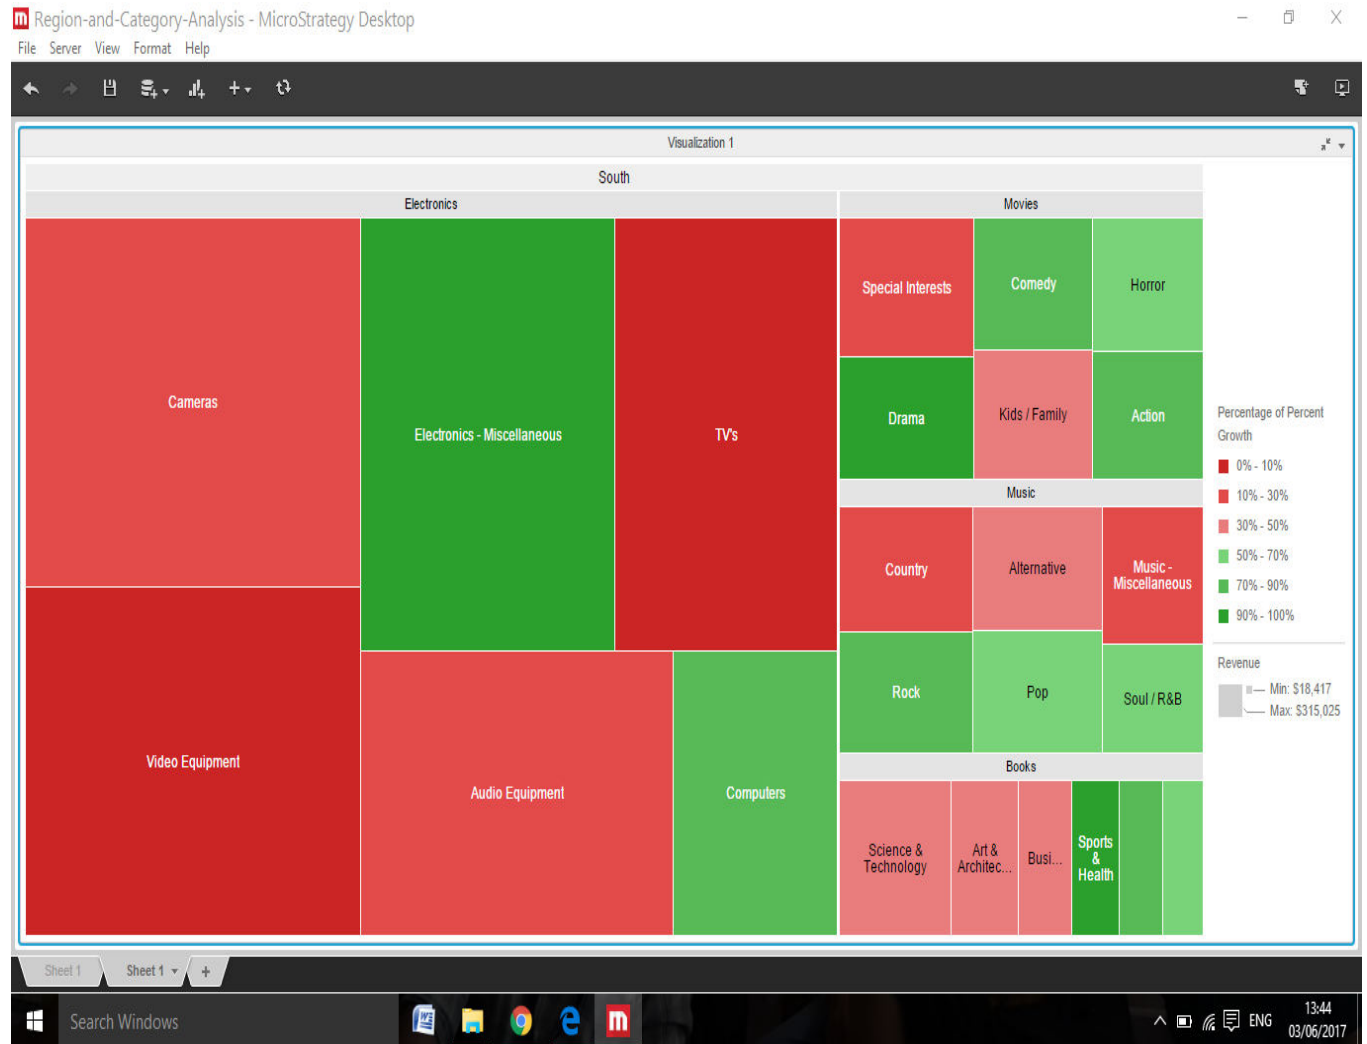 Region-and-Category-Analysis - MicroStrategy Desktop
File Server View Format Help
Visualization 1
South
Electronics
Cameras
Electronics - Miscellaneous
TV's
Video Equipment
Audio Equipment
Computers
Movies
Special Interests
Comedy
Horror
Drama
Kids / Family
Action
Music
Country
Alternative
Music -
Miscellaneous
Rock
Pop
Soul / R&B
Books
Science &
Technology
Art &
Architec...
Busi...
Sports
&
Health
Percentage of Percent
Growth
0% - 10%
10% - 30%
30% - 50%
50% - 70%
70% - 90%
90% - 100%
Revenue
Min: $18,417
Max: $315,025
Sheet 1
Sheet 1
Search Windows
ENG
13:44
03/06/2017